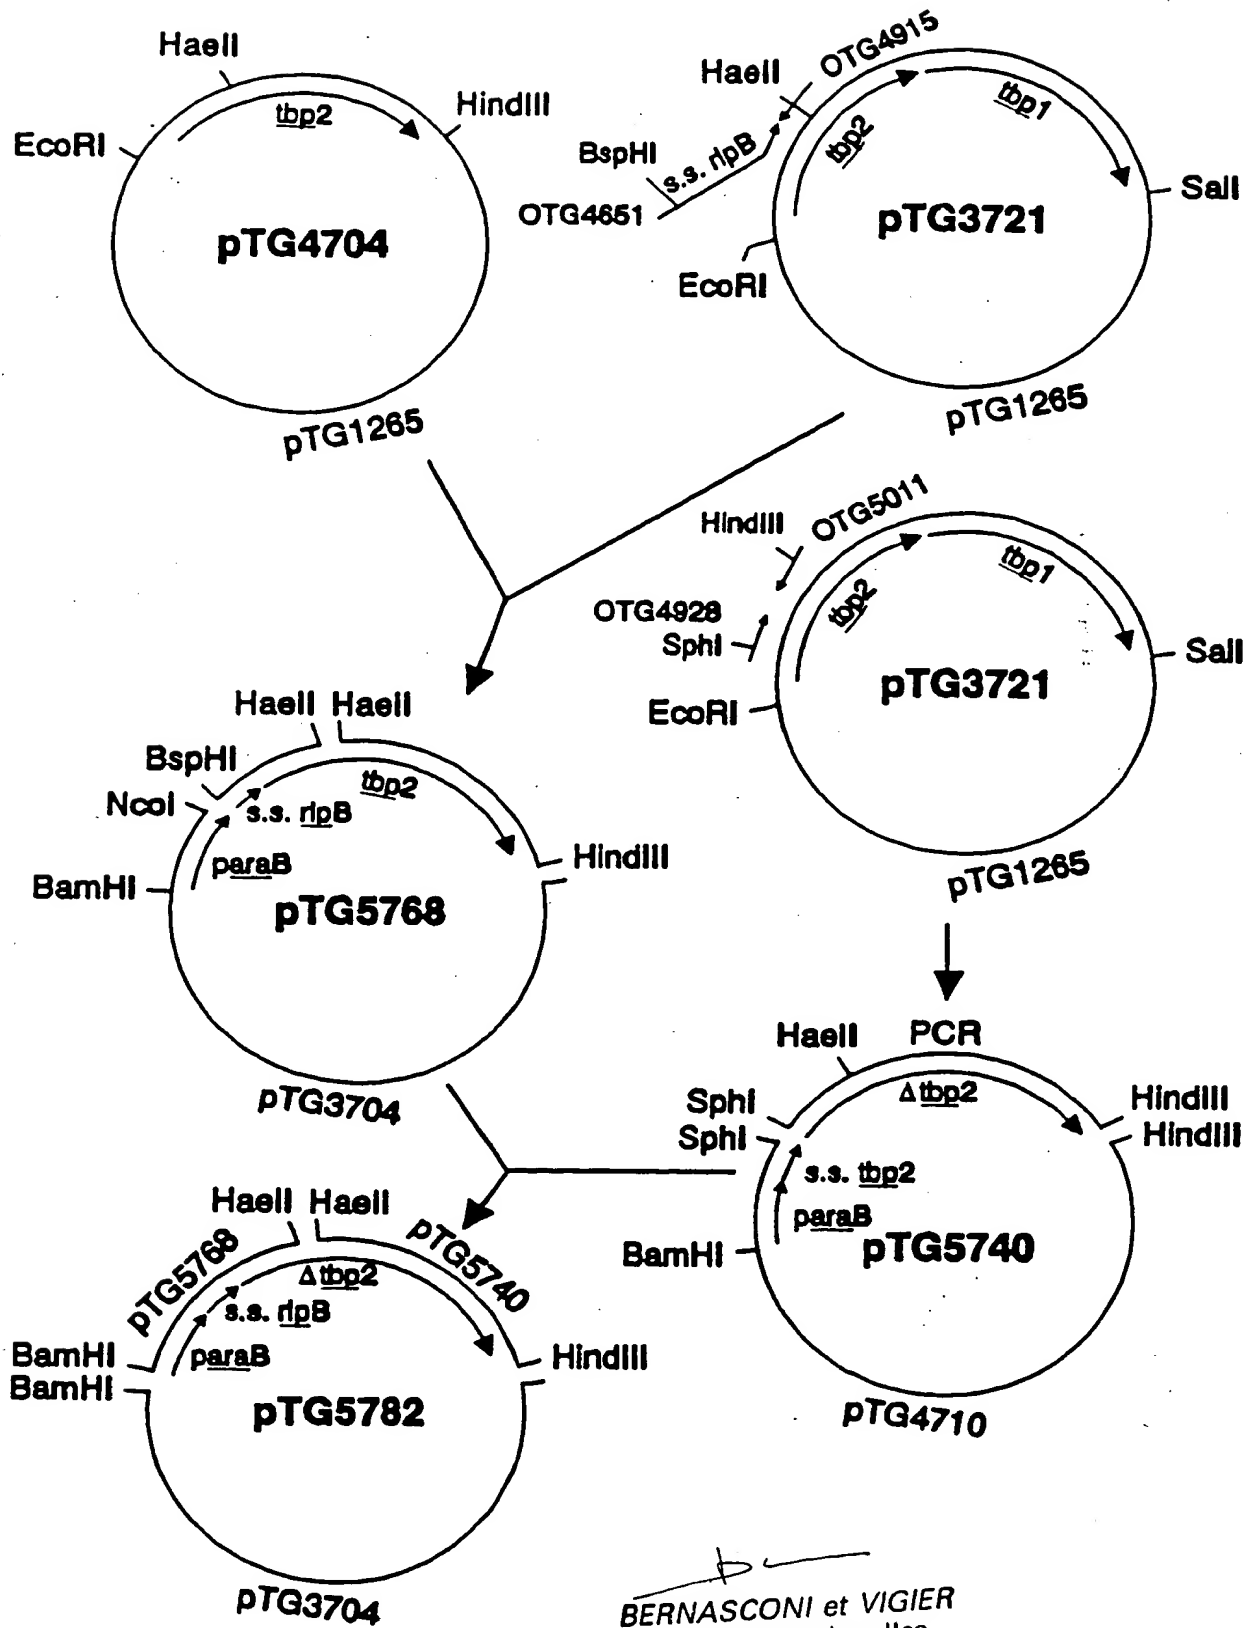 HaeII
EcoRI
tbp2
HindIII
pTG4704
pTG1265
OTG4915
HaeII
BspHI
s.s. rlpB
OTG4651
tbp2
tbp1
SalI
pTG3721
EcoRI
pTG1265
HindIII
OTG5011
OTG4928
SphI
tbp2
tbp1
SalI
pTG3721
EcoRI
pTG1265
HaeII HaeII
BspHI
NcoI
s.s. rlpB
tbp2
paraB
HindIII
BamHI
pTG5768
pTG3704
PCR
HaeII
SphI
SphI
Δtbp2
HindIII
HindIII
s.s. tbp2
paraB
BamHI
pTG5740
pTG4710
HaeII HaeII
pTG5768
pTG5740
Δtbp2
s.s. rlpB
BamHI
BamHI
paraB
HindIII
pTG5782
pTG3704
BERNASCONI et VIGIER